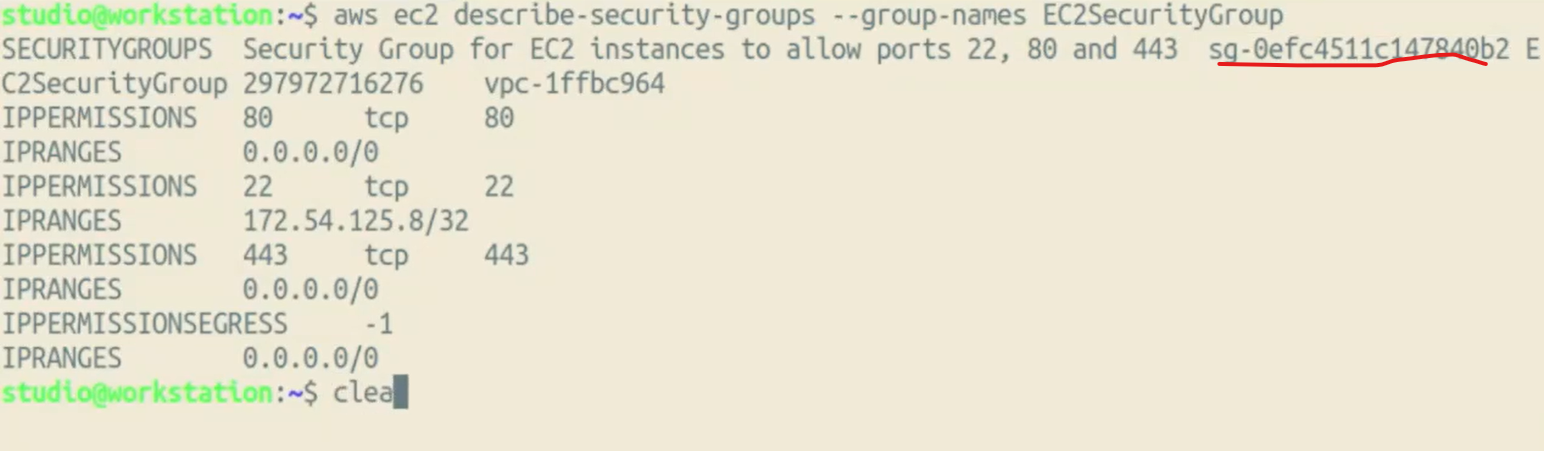 studio@workstation:~$ aws ec2 describe-security-groups --group-names EC2SecurityGroup
SECURITYGROUPS  Security Group for EC2 instances to allow ports 22, 80 and 443  sg-0efc4511c147840b2 E
C2SecurityGroup 297972716276    vpc-1ffbc964
IPPERMISSIONS   80      tcp     80
IPRANGES        0.0.0.0/0
IPPERMISSIONS   22      tcp     22
IPRANGES        172.54.125.8/32
IPPERMISSIONS   443     tcp     443
IPRANGES        0.0.0.0/0
IPPERMISSIONSEGRESS     -1
IPRANGES        0.0.0.0/0
studio@workstation:~$ clea